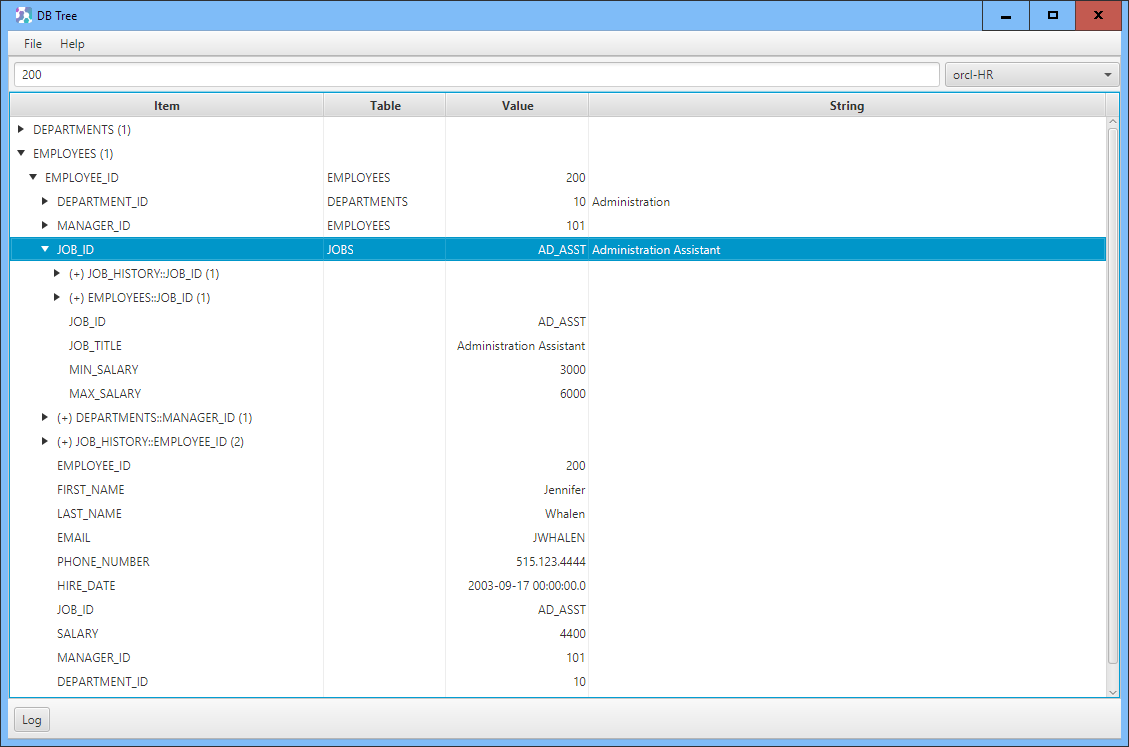 DB Tree
File Help
200 orcl-HR
Item Table Value String
DEPARTMENTS (1)
EMPLOYEES (1)
EMPLOYEE_ID EMPLOYEES 200
DEPARTMENT_ID DEPARTMENTS 10 Administration
MANAGER_ID EMPLOYEES 101
JOB_ID JOBS AD_ASST Administration Assistant
(+) JOB_HISTORY::JOB_ID (1)
(+) EMPLOYEES::JOB_ID (1)
JOB_ID AD_ASST
JOB_TITLE Administration Assistant
MIN_SALARY 3000
MAX_SALARY 6000
(+) DEPARTMENTS::MANAGER_ID (1)
(+) JOB_HISTORY::EMPLOYEE_ID (2)
EMPLOYEE_ID 200
FIRST_NAME Jennifer
LAST_NAME Whalen
EMAIL JWHALEN
PHONE_NUMBER 515.123.4444
HIRE_DATE 2003-09-17 00:00:00.0
JOB_ID AD_ASST
SALARY 4400
MANAGER_ID 101
DEPARTMENT_ID 10
Log